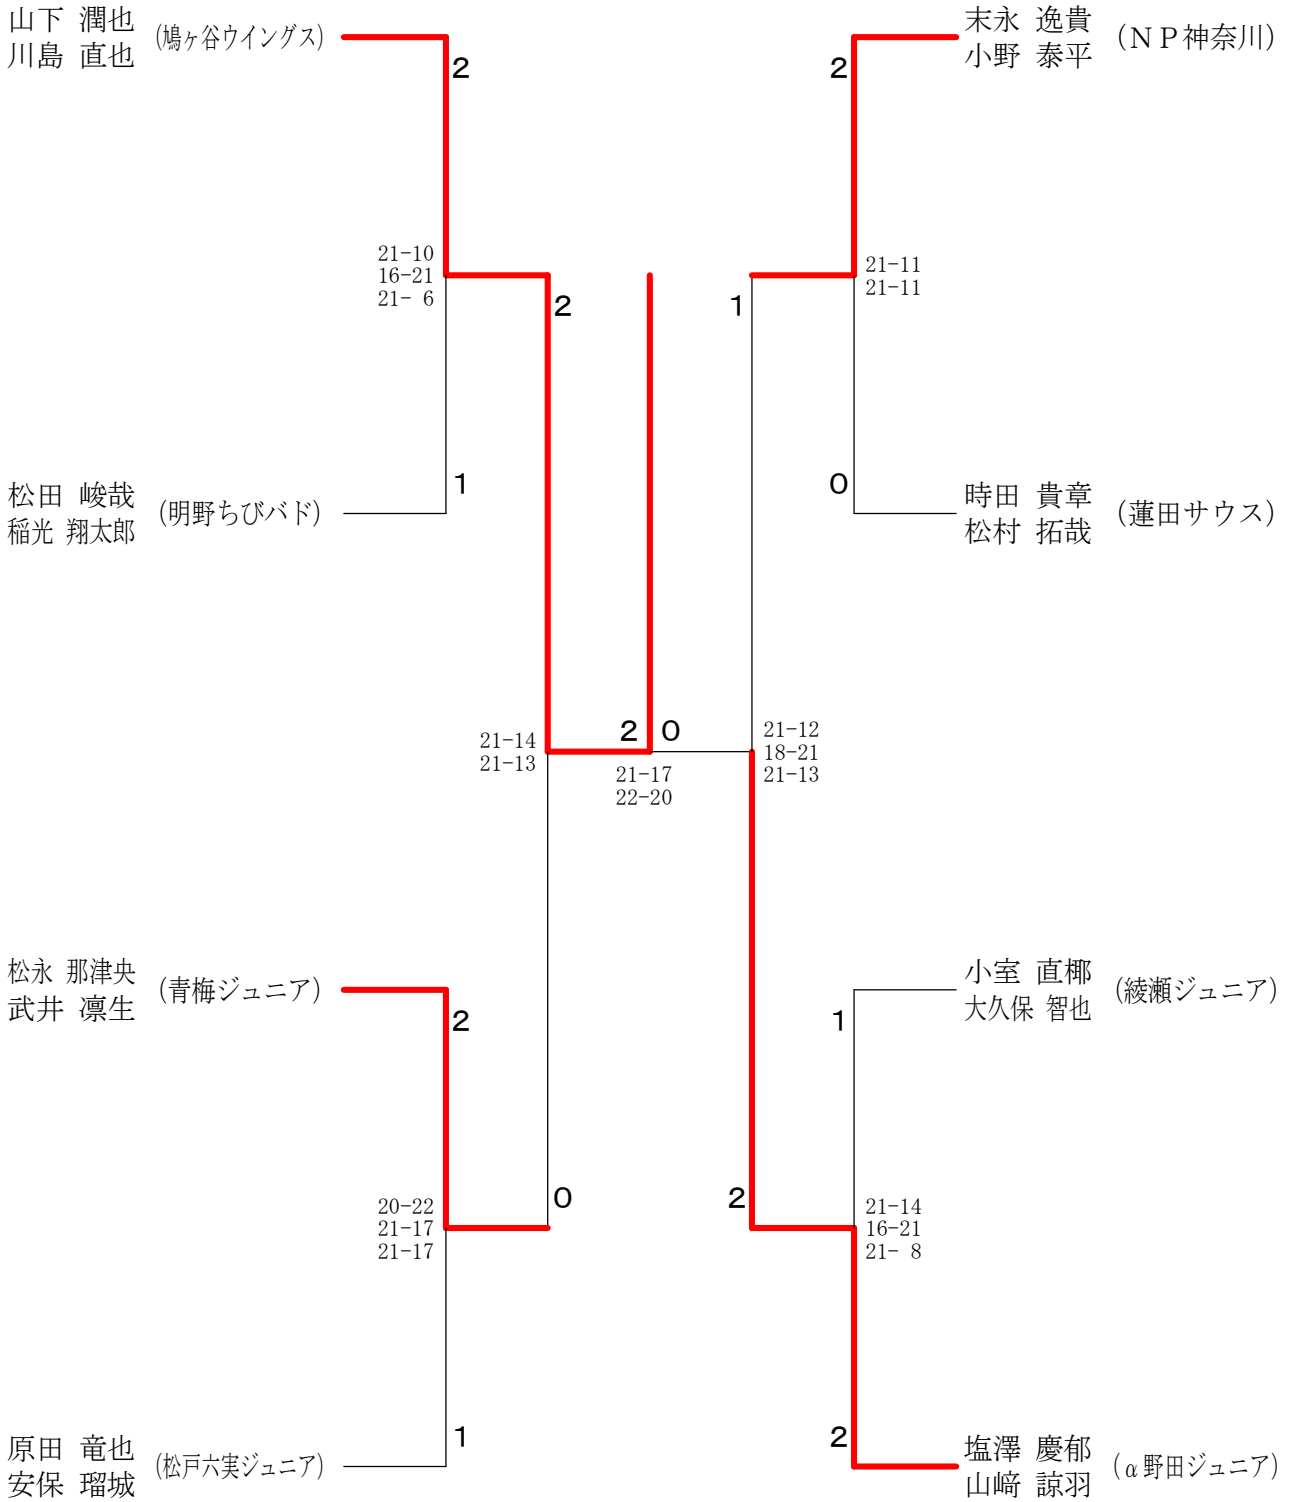 山下 潤也
川島 直也
(鳩ヶ谷ウイングス)
2
21-10
16-21
21- 6
松田 峻哉
稲光 翔太郎
(明野ちびバド)
1
2
21-14
21-13
松永 那津央
武井 凛生
(青梅ジュニア)
2
20-22
21-17
21-17
0
原田 竜也
安保 瑠城
(松戸六実ジュニア)
1
2 0
21-17
22-20
末永 逸貴
小野 泰平
(ＮＰ神奈川)
2
21-11
21-11
1
時田 貴章
松村 拓哉
(蓮田サウス)
0
21-12
18-21
21-13
小室 直椰
大久保 智也
(綾瀬ジュニア)
1
2
21-14
16-21
21- 8
塩澤 慶郁
山﨑 諒羽
(α野田ジュニア)
2